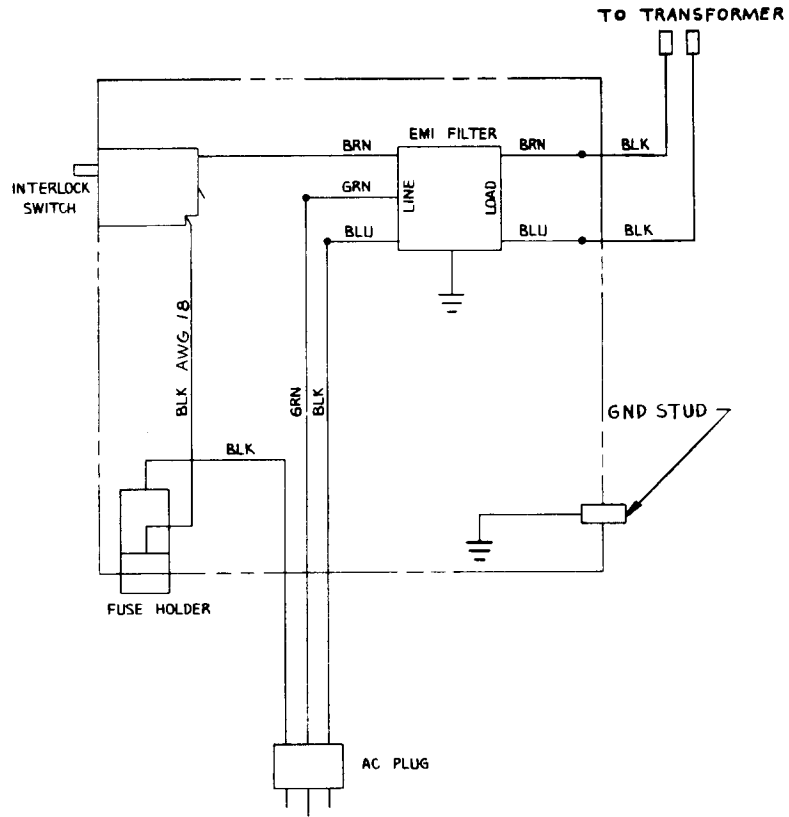 TO TRANSFORMER
EMI FILTER
BRN
BRN
BLK
INTERLOCK
SWITCH
GRN
LINE
LOAD
BLU
BLU
BLK
BLK AWG 18
GRN
BLK
GND STUD
BLK
FUSE HOLDER
AC PLUG